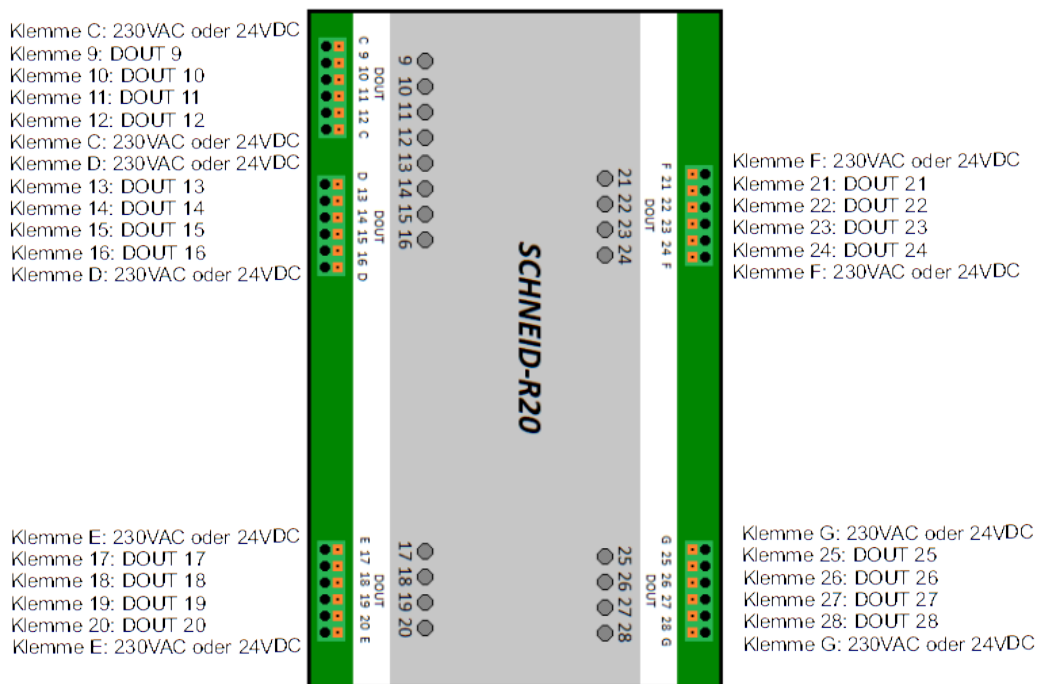 Klemme C: 230VAC oder 24VDC
Klemme 9: DOUT 9
Klemme 10: DOUT 10
Klemme 11: DOUT 11
Klemme 12: DOUT 12
Klemme C: 230VAC oder 24VDC
Klemme D: 230VAC oder 24VDC
Klemme 13: DOUT 13
Klemme 14: DOUT 14
Klemme 15: DOUT 15
Klemme 16: DOUT 16
Klemme D: 230VAC oder 24VDC
Klemme E: 230VAC oder 24VDC
Klemme 17: DOUT 17
Klemme 18: DOUT 18
Klemme 19: DOUT 19
Klemme 20: DOUT 20
Klemme E: 230VAC oder 24VDC
C 9 10 11 12 C
DOUT
D 13 14 15 16 D
DOUT
E 17 18 19 20 E
DOUT
9 10 11 12 13 14 15 16
17 18 19 20
SCHNEID-R20
21 22 23 24
25 26 27 28
DOUT
F 21 22 23 24 F
DOUT
G 25 26 27 28 G
Klemme F: 230VAC oder 24VDC
Klemme 21: DOUT 21
Klemme 22: DOUT 22
Klemme 23: DOUT 23
Klemme 24: DOUT 24
Klemme F: 230VAC oder 24VDC
Klemme G: 230VAC oder 24VDC
Klemme 25: DOUT 25
Klemme 26: DOUT 26
Klemme 27: DOUT 27
Klemme 28: DOUT 28
Klemme G: 230VAC oder 24VDC